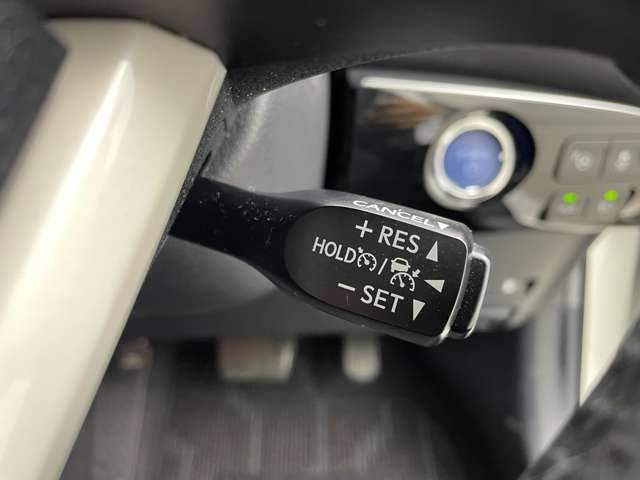 CANCEL▼
+ RES ▲
HOLD / ◀
− SET ▼